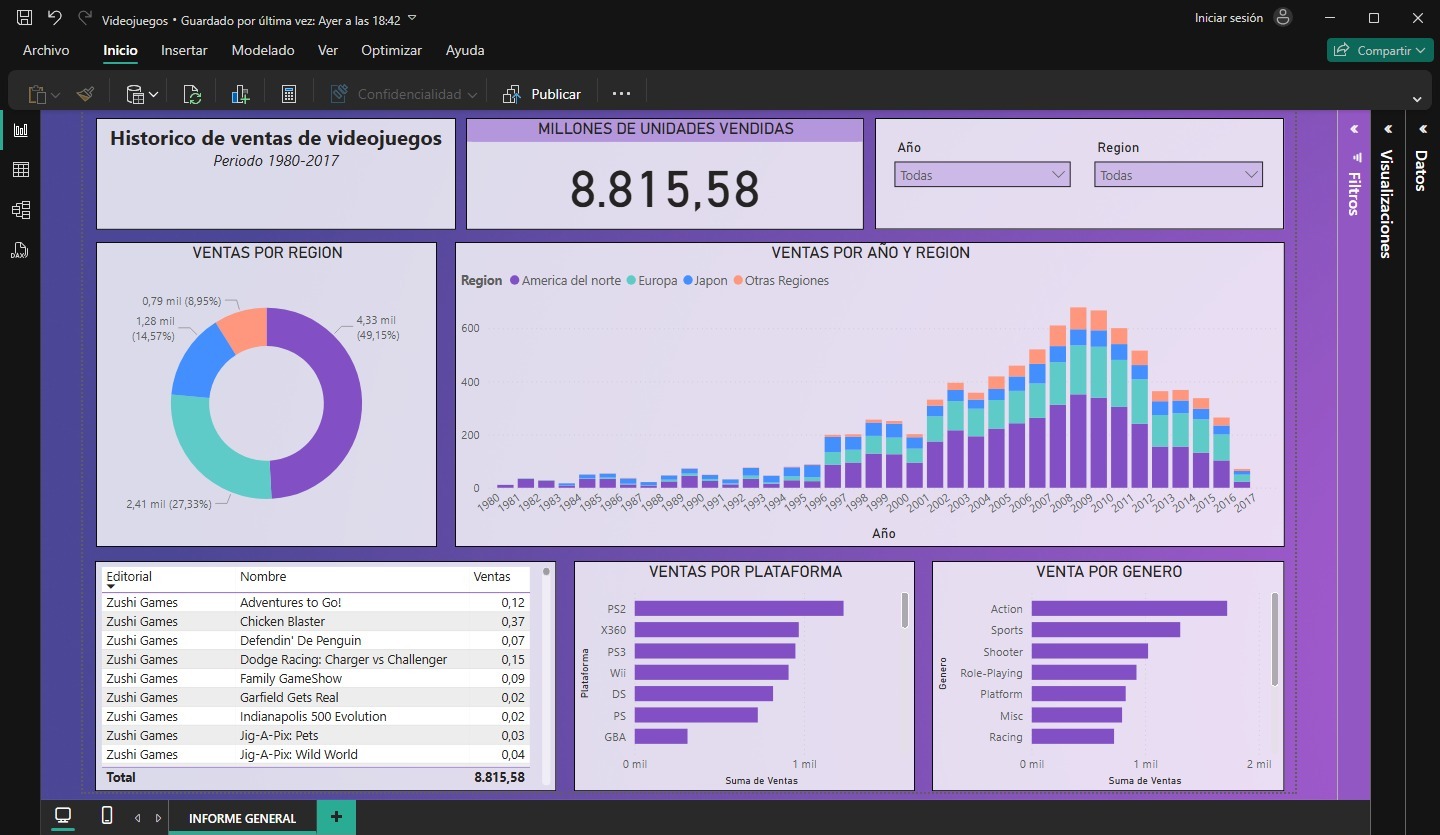 Videojuegos • Guardado por última vez: Ayer a las 18:42
Iniciar sesión
Archivo
Inicio
Insertar
Modelado
Ver
Optimizar
Ayuda
Compartir
Confidencialidad
Publicar
Historico de ventas de videojuegos
Periodo 1980-2017
MILLONES DE UNIDADES VENDIDAS
8.815,58
Año
Region
Todas
Todas
Filtros
Visualizaciones
Datos
DAX
VENTAS POR REGION
0,79 mil (8,95%)
1,28 mil
(14,57%)
4,33 mil
(49,15%)
2,41 mil (27,33%)
VENTAS POR AÑO Y REGION
Region America del norte Europa Japon Otras Regiones
600
400
200
0
1980 1981 1982 1983 1984 1985 1986 1987 1988 1989 1990 1991 1992 1993 1994 1995 1996 1997 1998 1999 2000 2001 2002 2003 2004 2005 2006 2007 2008 2009 2010 2011 2012 2013 2014 2015 2016 2017
Año
Editorial Nombre Ventas
Zushi Games Adventures to Go! 0,12
Zushi Games Chicken Blaster 0,37
Zushi Games Defendin' De Penguin 0,07
Zushi Games Dodge Racing: Charger vs Challenger 0,15
Zushi Games Family GameShow 0,09
Zushi Games Garfield Gets Real 0,02
Zushi Games Indianapolis 500 Evolution 0,02
Zushi Games Jig-A-Pix: Pets 0,03
Zushi Games Jig-A-Pix: Wild World 0,04
Total 8.815,58
VENTAS POR PLATAFORMA
Plataforma
PS2
X360
PS3
Wii
DS
PS
GBA
0 mil 1 mil
Suma de Ventas
VENTA POR GENERO
Genero
Action
Sports
Shooter
Role-Playing
Platform
Misc
Racing
0 mil 1 mil 2 mil
Suma de Ventas
INFORME GENERAL